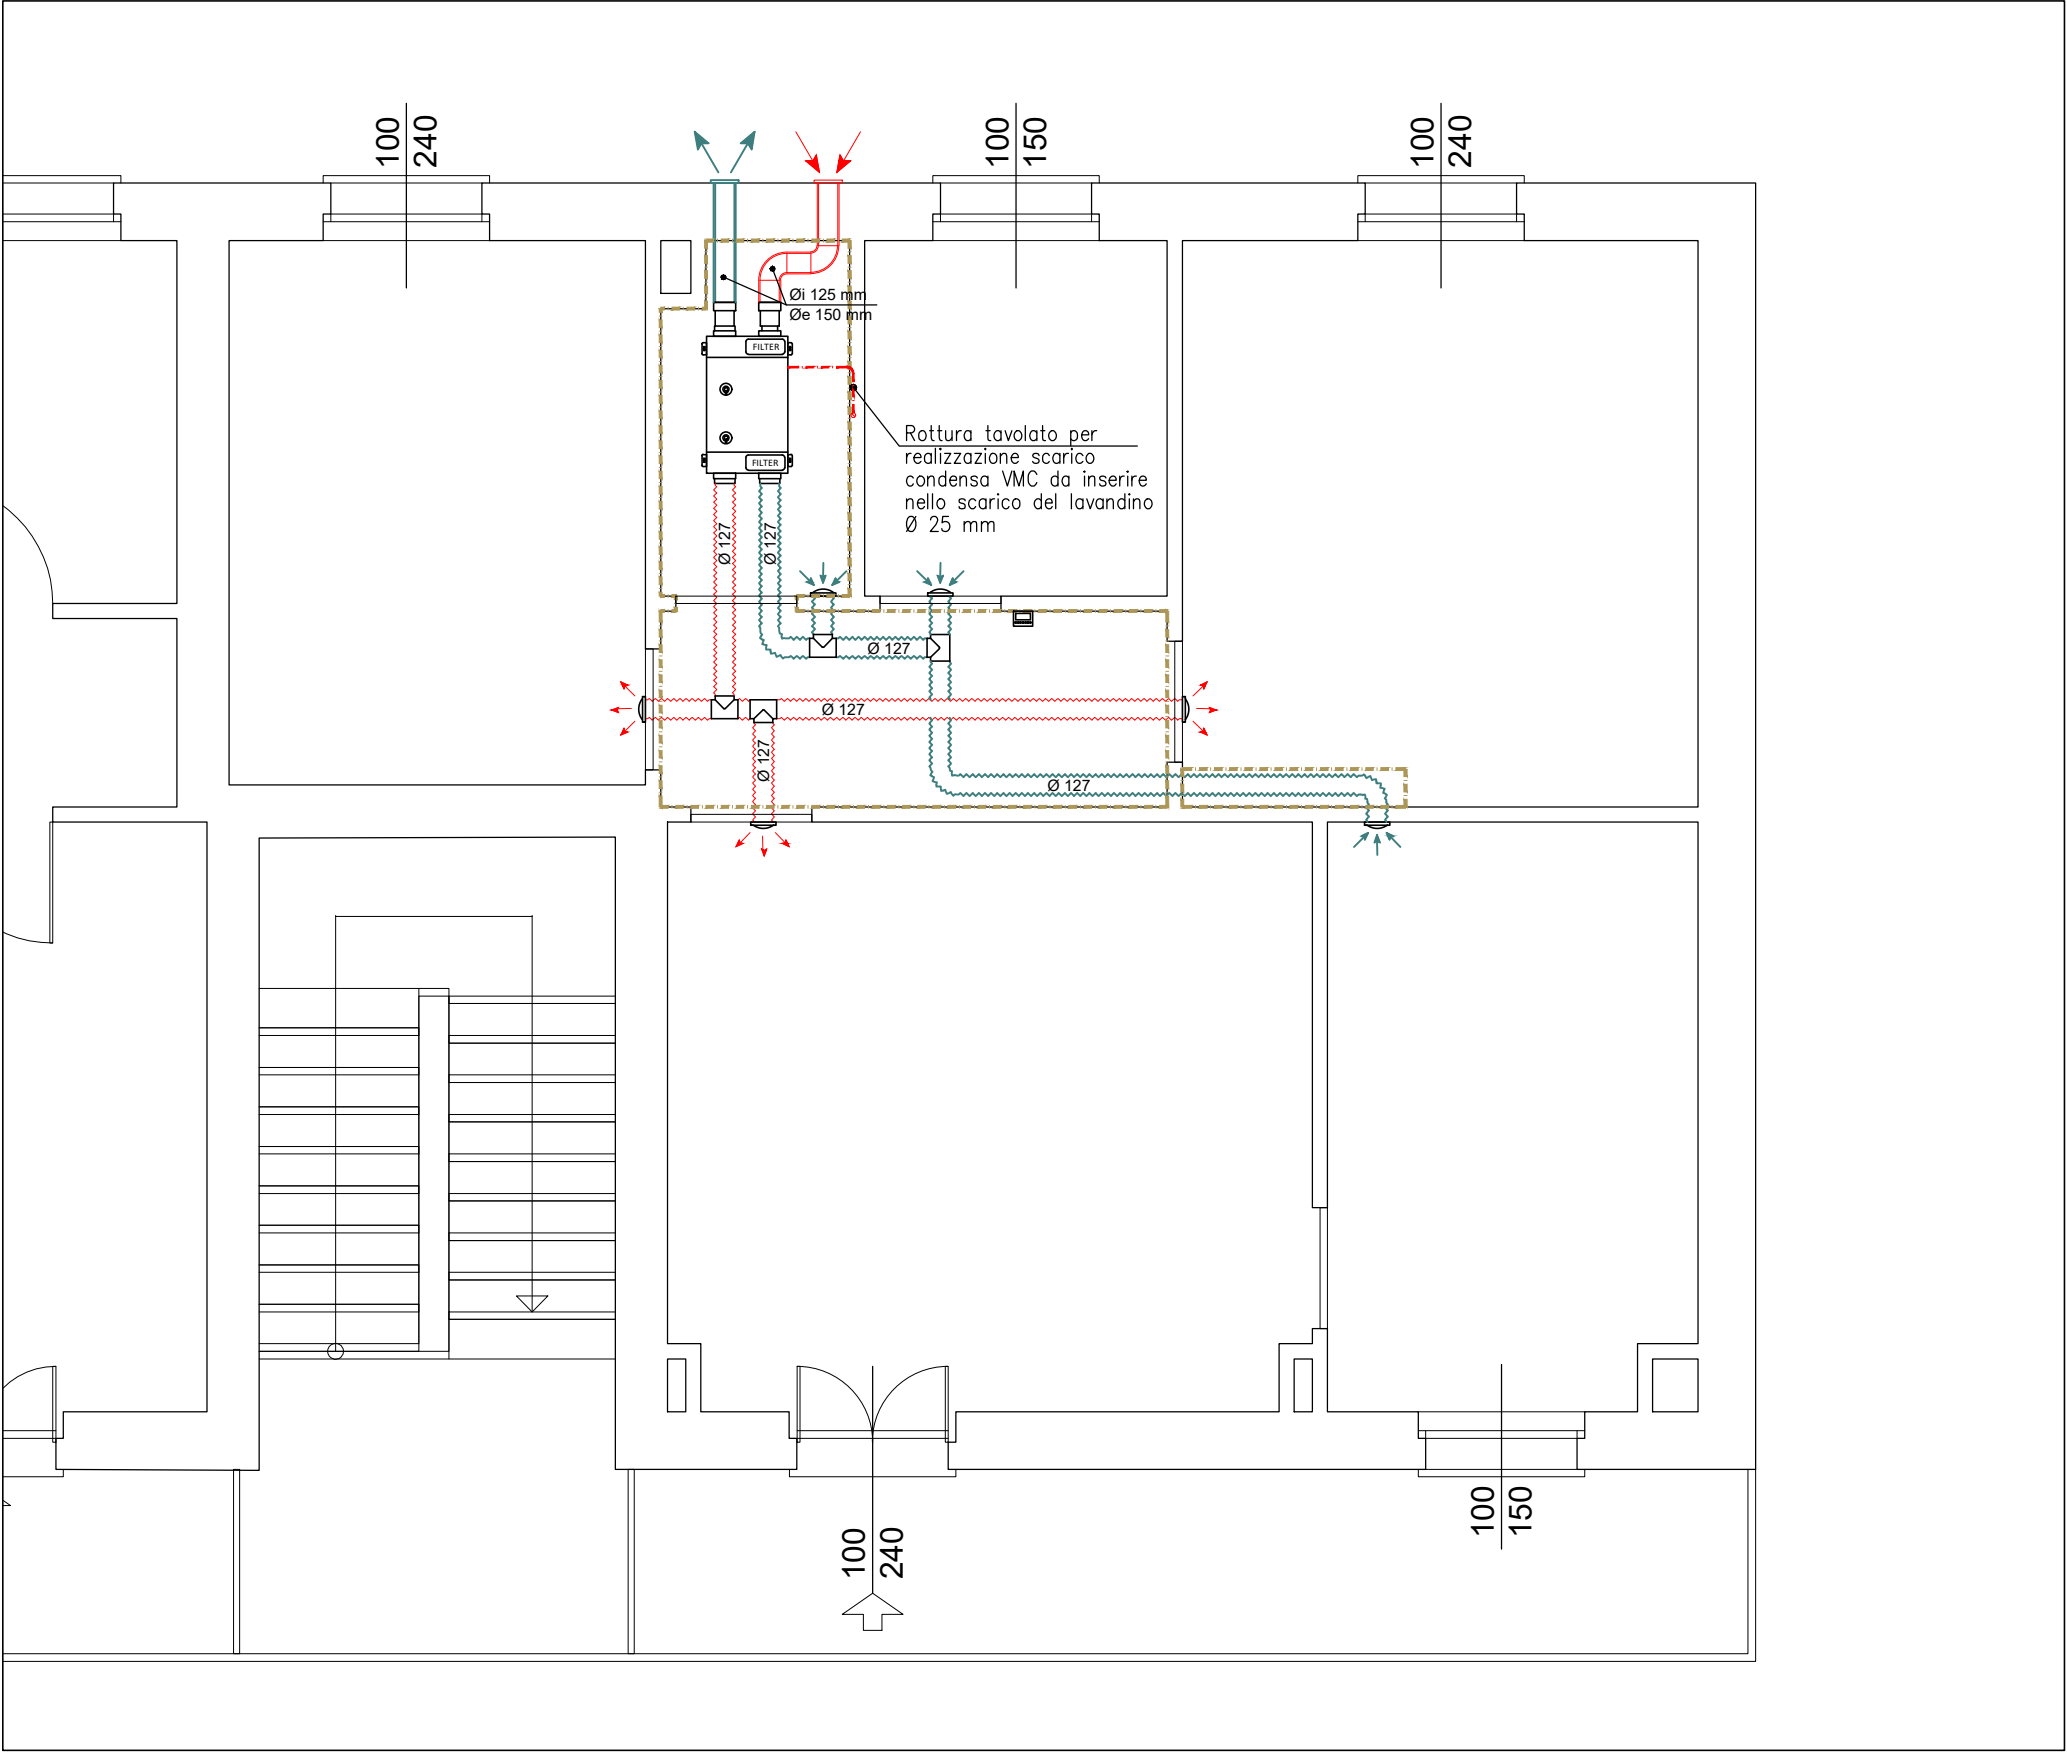 100
240
100
150
100
240
Øi 125 mm
Øe 150 mm
FILTER
FILTER
Rottura tavolato per
realizzazione scarico
condensa VMC da inserire
nello scarico del lavandino
Ø 25 mm
Ø 127
Ø 127
Ø 127
Ø 127
Ø 127
Ø 127
100
150
100
240